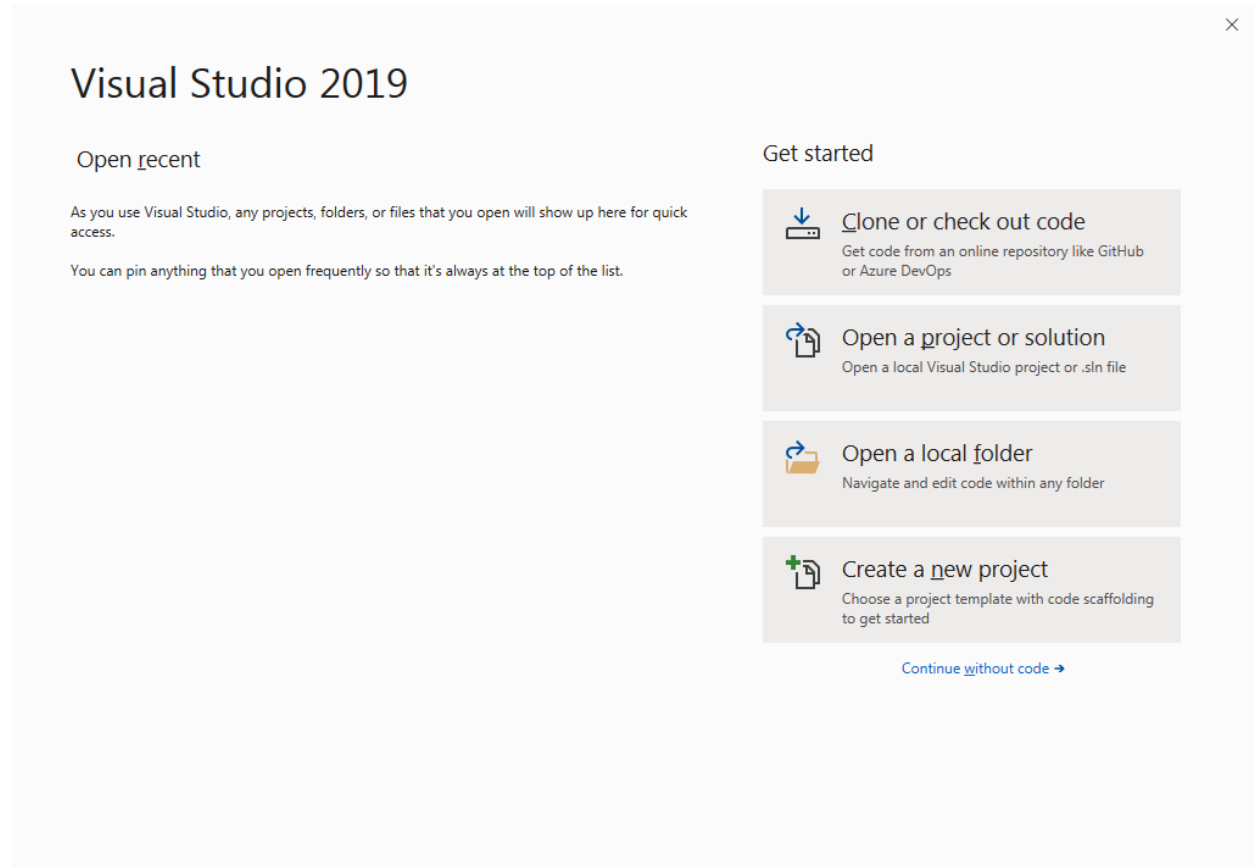 Visual Studio 2019
Open recent
As you use Visual Studio, any projects, folders, or files that you open will show up here for quick
access.
You can pin anything that you open frequently so that it's always at the top of the list.
Get started
Clone or check out code
Get code from an online repository like GitHub
or Azure DevOps
Open a project or solution
Open a local Visual Studio project or .sln file
Open a local folder
Navigate and edit code within any folder
Create a new project
Choose a project template with code scaffolding
to get started
Continue without code →